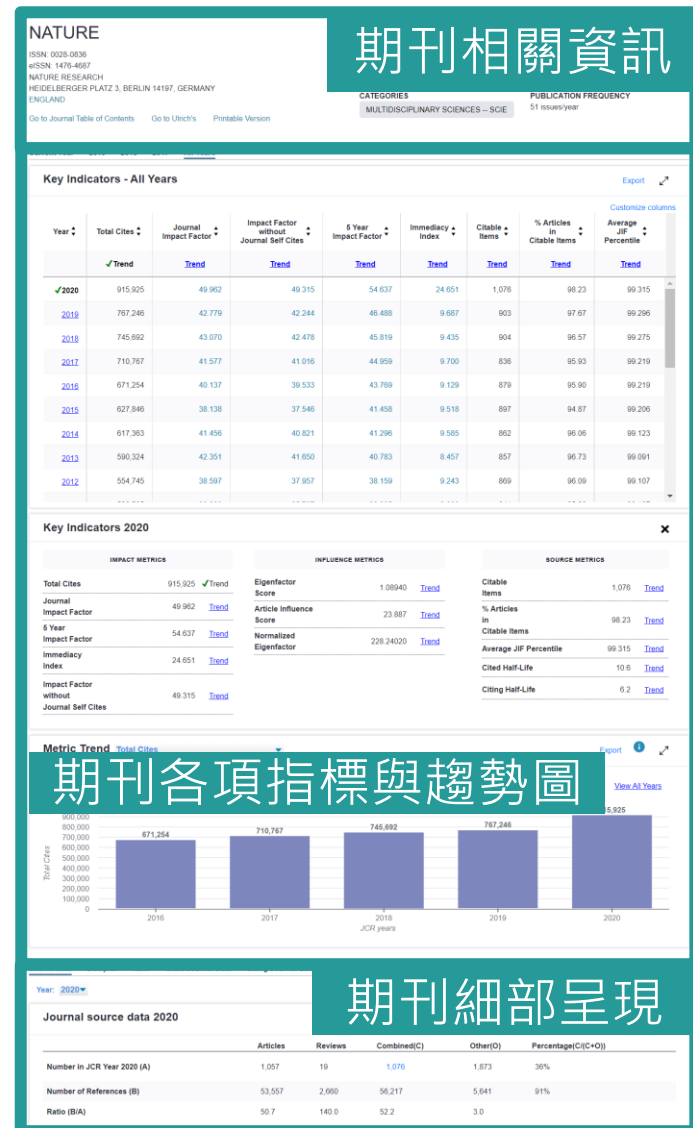 NATURE
期刊相關資訊
ISSN: 0028-0836
eISSN: 1476-4687
NATURE RESEARCH
HEIDELBERGER PLATZ 3, BERLIN 14197, GERMANY
ENGLAND
CATEGORIES
MULTIDISCIPLINARY SCIENCES -- SCIE
PUBLICATION FREQUENCY
51 issues/year
Go to Journal Table of Contents Go to Ulrich's Printable Version
Key Indicators - All Years Export
Customize columns
Year Total Cites Journal Impact Factor Impact Factor without Journal Self Cites 5 Year Impact Factor Immediacy Index Citable Items % Articles in Citable Items Average JIF Percentile
✓Trend Trend Trend Trend Trend Trend Trend Trend
✓2020 915,925 49.962 49.315 54.637 24.651 1,076 98.23 99.315
2019 767,246 42.779 42.244 46.488 9.687 903 97.67 99.296
2018 745,692 43.070 42.478 45.819 9.435 904 96.57 99.275
2017 710,767 41.577 41.016 44.959 9.700 836 95.93 99.219
2016 671,254 40.137 39.533 43.769 9.129 879 95.90 99.219
2015 627,846 38.138 37.546 41.458 9.518 897 94.87 99.206
2014 617,363 41.456 40.821 41.296 9.585 862 96.06 99.123
2013 590,324 42.351 41.650 40.783 8.457 857 96.73 99.091
2012 554,745 38.597 37.957 38.159 9.243 869 96.09 99.107
Key Indicators 2020
IMPACT METRICS
Total Cites 915,925 ✓Trend
Journal Impact Factor 49.962 Trend
5 Year Impact Factor 54.637 Trend
Immediacy Index 24.651 Trend
Impact Factor without Journal Self Cites 49.315 Trend
INFLUENCE METRICS
Eigenfactor Score 1.08940 Trend
Article Influence Score 23.887 Trend
Normalized Eigenfactor 228.24020 Trend
SOURCE METRICS
Citable Items 1,076 Trend
% Articles in Citable Items 98.23 Trend
Average JIF Percentile 99.315 Trend
Cited Half-Life 10.6 Trend
Citing Half-Life 6.2 Trend
Metric Trend Total Cites Export
期刊各項指標與趨勢圖
View All Years
Total Cites
900,000
800,000
700,000
600,000
500,000
400,000
300,000
200,000
100,000
0
671,254 710,767 745,692 767,246
2016 2017 2018 2019 2020
JCR years
期刊細部呈現
Year: 2020
Journal source data 2020
Articles Reviews Combined(C) Other(O) Percentage(C/(C+O))
Number in JCR Year 2020 (A) 1,057 19 1,076 1,873 36%
Number of References (B) 53,557 2,660 56,217 5,641 91%
Ratio (B/A) 50.7 140.0 52.2 3.0